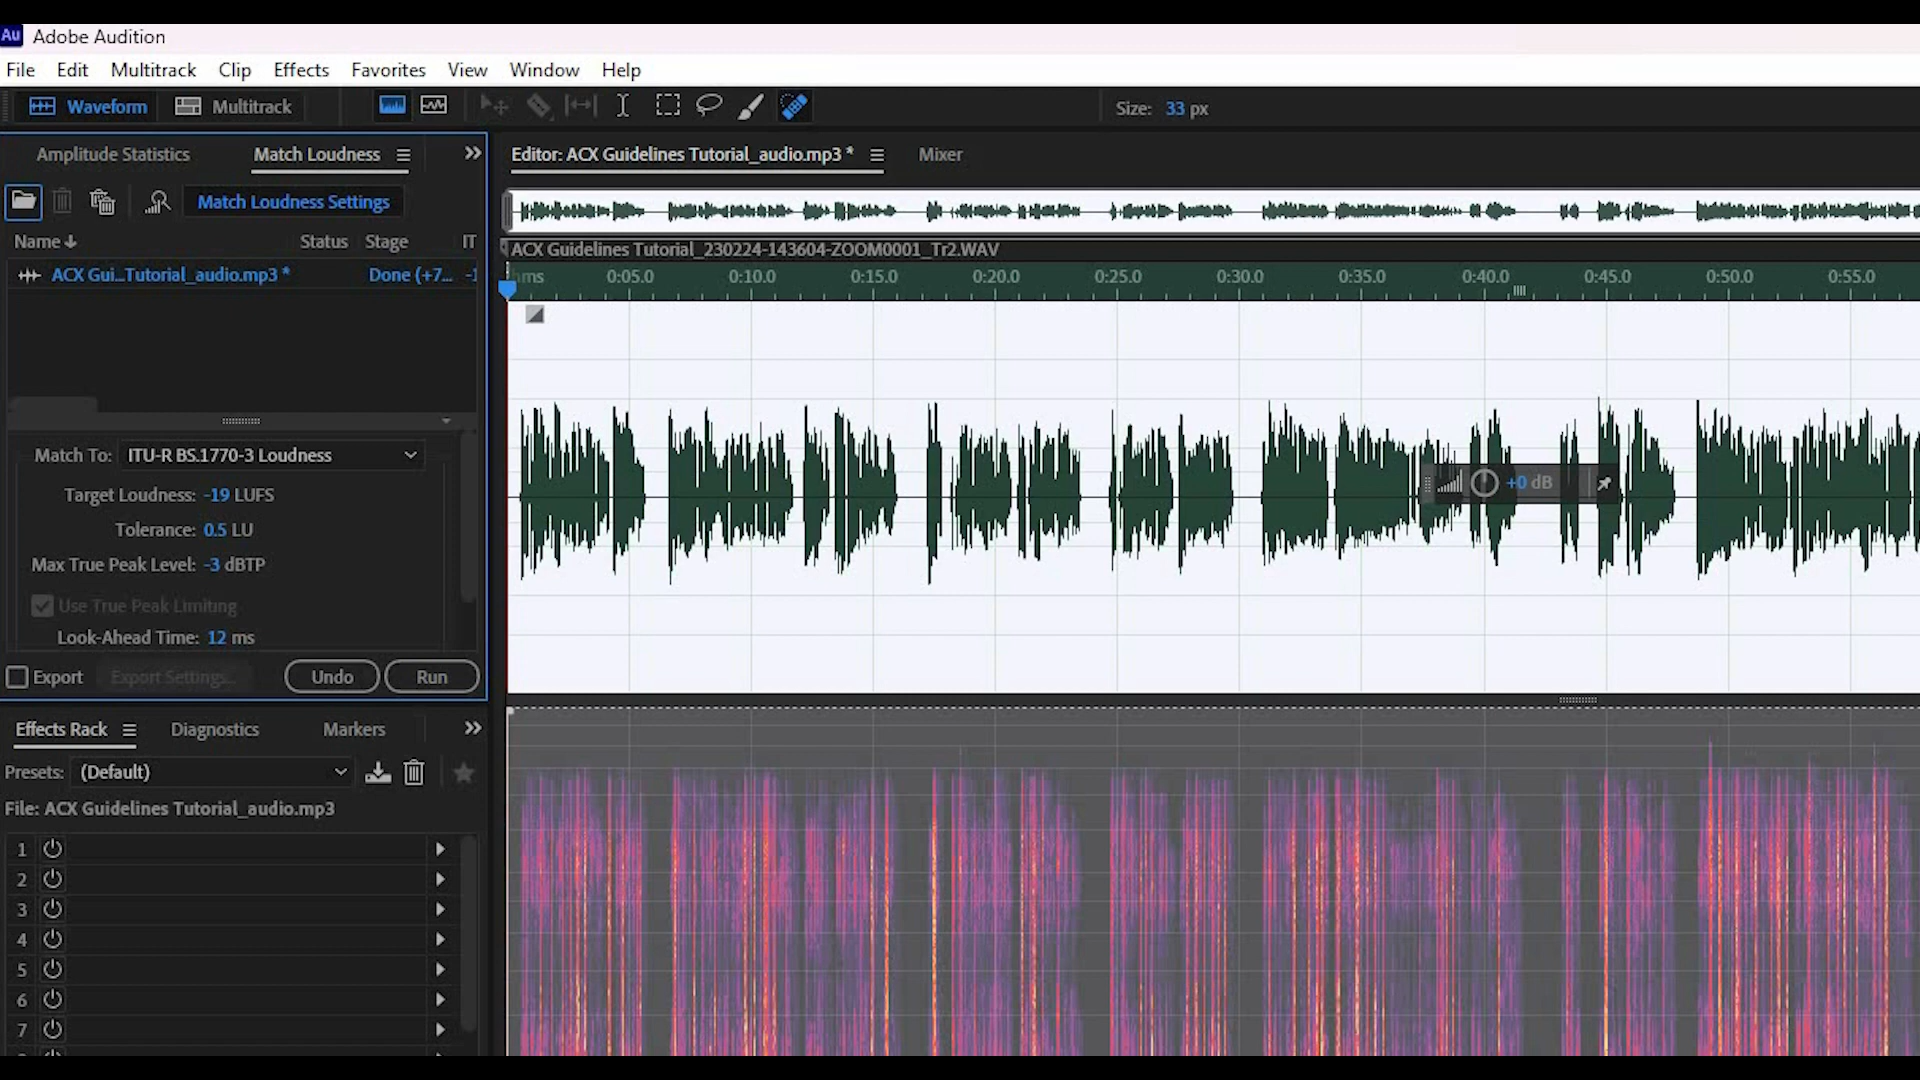 Au Adobe Audition
File Edit Multitrack Clip Effects Favorites View Window Help
Waveform Multitrack Size: 33 px
Amplitude Statistics Match Loudness
Match Loudness Settings
Name Status Stage IT
ACX Gui...Tutorial_audio.mp3 * Done (+7... -1
Match To: ITU-R BS.1770-3 Loudness
Target Loudness: -19 LUFS
Tolerance: 0.5 LU
Max True Peak Level: -3 dBTP
Use True Peak Limiting
Look-Ahead Time: 12 ms
Export Export Settings... Undo Run
Effects Rack Diagnostics Markers
Presets: (Default)
File: ACX Guidelines Tutorial_audio.mp3
1
2
3
4
5
6
7
Editor: ACX Guidelines Tutorial_audio.mp3 * Mixer
ACX Guidelines Tutorial_230224-143604-ZOOM0001_Tr2.WAV
hms 0:05.0 0:10.0 0:15.0 0:20.0 0:25.0 0:30.0 0:35.0 0:40.0 0:45.0 0:50.0 0:55.0
+0 dB